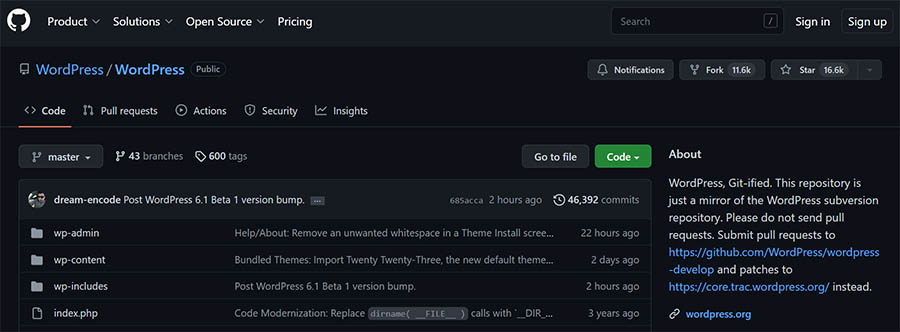 Product Solutions Open Source Pricing Search / Sign in Sign up
WordPress / WordPress Public Notifications Fork 11.6k Star 16.6k
Code Pull requests Actions Security Insights
master 43 branches 600 tags Go to file Code
dream-encode Post WordPress 6.1 Beta 1 version bump. ... 685acca 2 hours ago 46,392 commits
wp-admin Help/About: Remove an unwanted whitespace in a Theme Install scree... 22 hours ago
wp-content Bundled Themes: Import Twenty Twenty-Three, the new default theme... 2 days ago
wp-includes Post WordPress 6.1 Beta 1 version bump. 2 hours ago
index.php Code Modernization: Replace dirname( __FILE__ ) calls with `__DIR_... 3 years ago
About
WordPress, Git-ified. This repository is
just a mirror of the WordPress subversion
repository. Please do not send pull
requests. Submit pull requests to
https://github.com/WordPress/wordpress
-develop and patches to
https://core.trac.wordpress.org/ instead.
wordpress.org